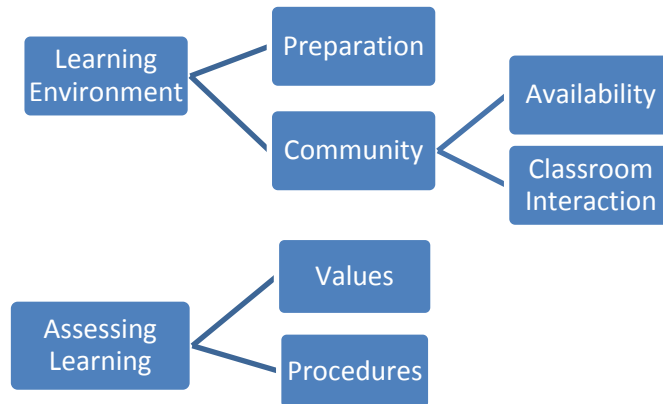 Learning
Environment
Preparation
Community
Availability
Classroom
Interaction
Assessing
Learning
Values
Procedures